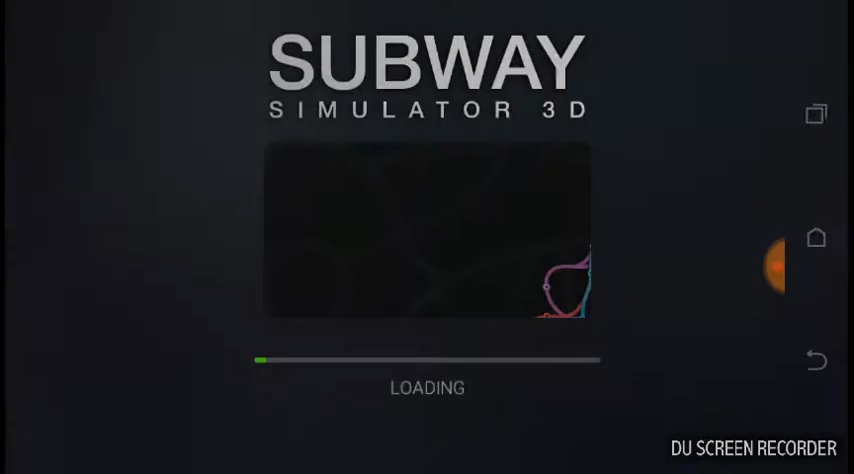 SUBWAY
SIMULATOR 3D
LOADING
DU SCREEN RECORDER